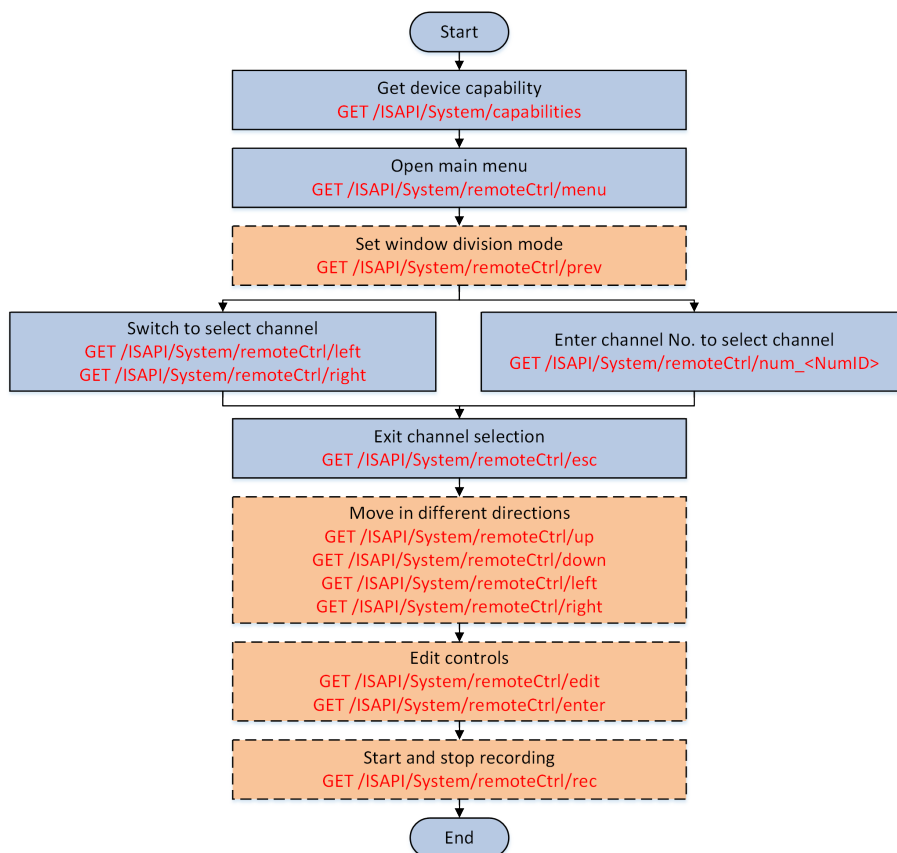 Start
Get device capability
GET /ISAPI/System/capabilities
Open main menu
GET /ISAPI/System/remoteCtrl/menu
Set window division mode
GET /ISAPI/System/remoteCtrl/prev
Switch to select channel
GET /ISAPI/System/remoteCtrl/left
GET /ISAPI/System/remoteCtrl/right
Enter channel No. to select channel
GET /ISAPI/System/remoteCtrl/num_<NumID>
Exit channel selection
GET /ISAPI/System/remoteCtrl/esc
Move in different directions
GET /ISAPI/System/remoteCtrl/up
GET /ISAPI/System/remoteCtrl/down
GET /ISAPI/System/remoteCtrl/left
GET /ISAPI/System/remoteCtrl/right
Edit controls
GET /ISAPI/System/remoteCtrl/edit
GET /ISAPI/System/remoteCtrl/enter
Start and stop recording
GET /ISAPI/System/remoteCtrl/rec
End